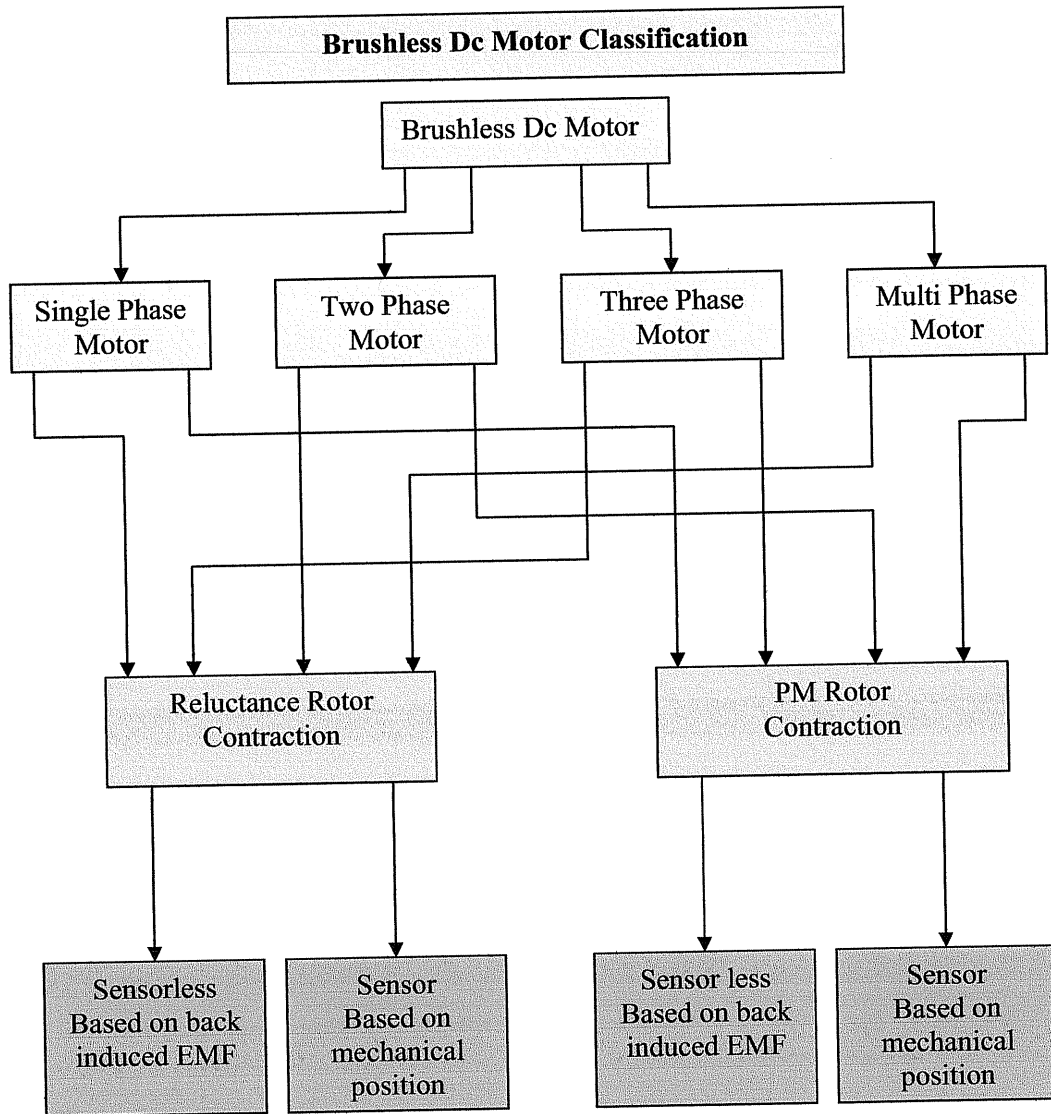 Brushless Dc Motor Classification
Brushless Dc Motor
Single Phase
Motor
Two Phase
Motor
Three Phase
Motor
Multi Phase
Motor
Reluctance Rotor
Contraction
PM Rotor
Contraction
Sensorless
Based on back
induced EMF
Sensor
Based on
mechanical
position
Sensor less
Based on back
induced EMF
Sensor
Based on
mechanical
position